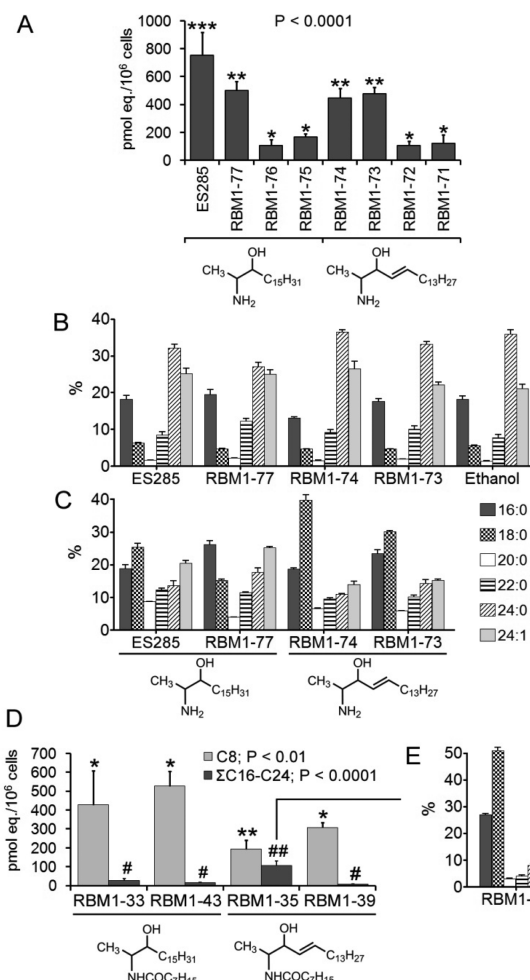 A
P < 0.0001
pmol eq./10⁶ cells
1000
800
600
400
200
0
***
**
*
*
**
**
*
*
ES285
RBM1-77
RBM1-76
RBM1-75
RBM1-74
RBM1-73
RBM1-72
RBM1-71
OH
CH₃
C₁₅H₃₁
NH₂
OH
CH₃
C₁₃H₂₇
NH₂
B
%
40
30
20
10
0
ES285 RBM1-77 RBM1-74 RBM1-73 Ethanol
C
%
40
30
20
10
0
ES285 RBM1-77 RBM1-74 RBM1-73
16:0
18:0
20:0
22:0
24:0
24:1
OH
CH₃
C₁₅H₃₁
NH₂
OH
CH₃
C₁₃H₂₇
NH₂
D
pmol eq./10⁶ cells
700
600
500
400
300
200
100
0
C8; P < 0.01
ΣC16-C24; P < 0.0001
*
#
*
#
**
##
*
#
RBM1-33 RBM1-43 RBM1-35 RBM1-39
OH
CH₃
C₁₅H₃₁
NHCOC₇H₁₅
OH
CH₃
C₁₃H₂₇
NHCOC₇H₁₅
E
%
50
40
30
20
10
0
RBM1-